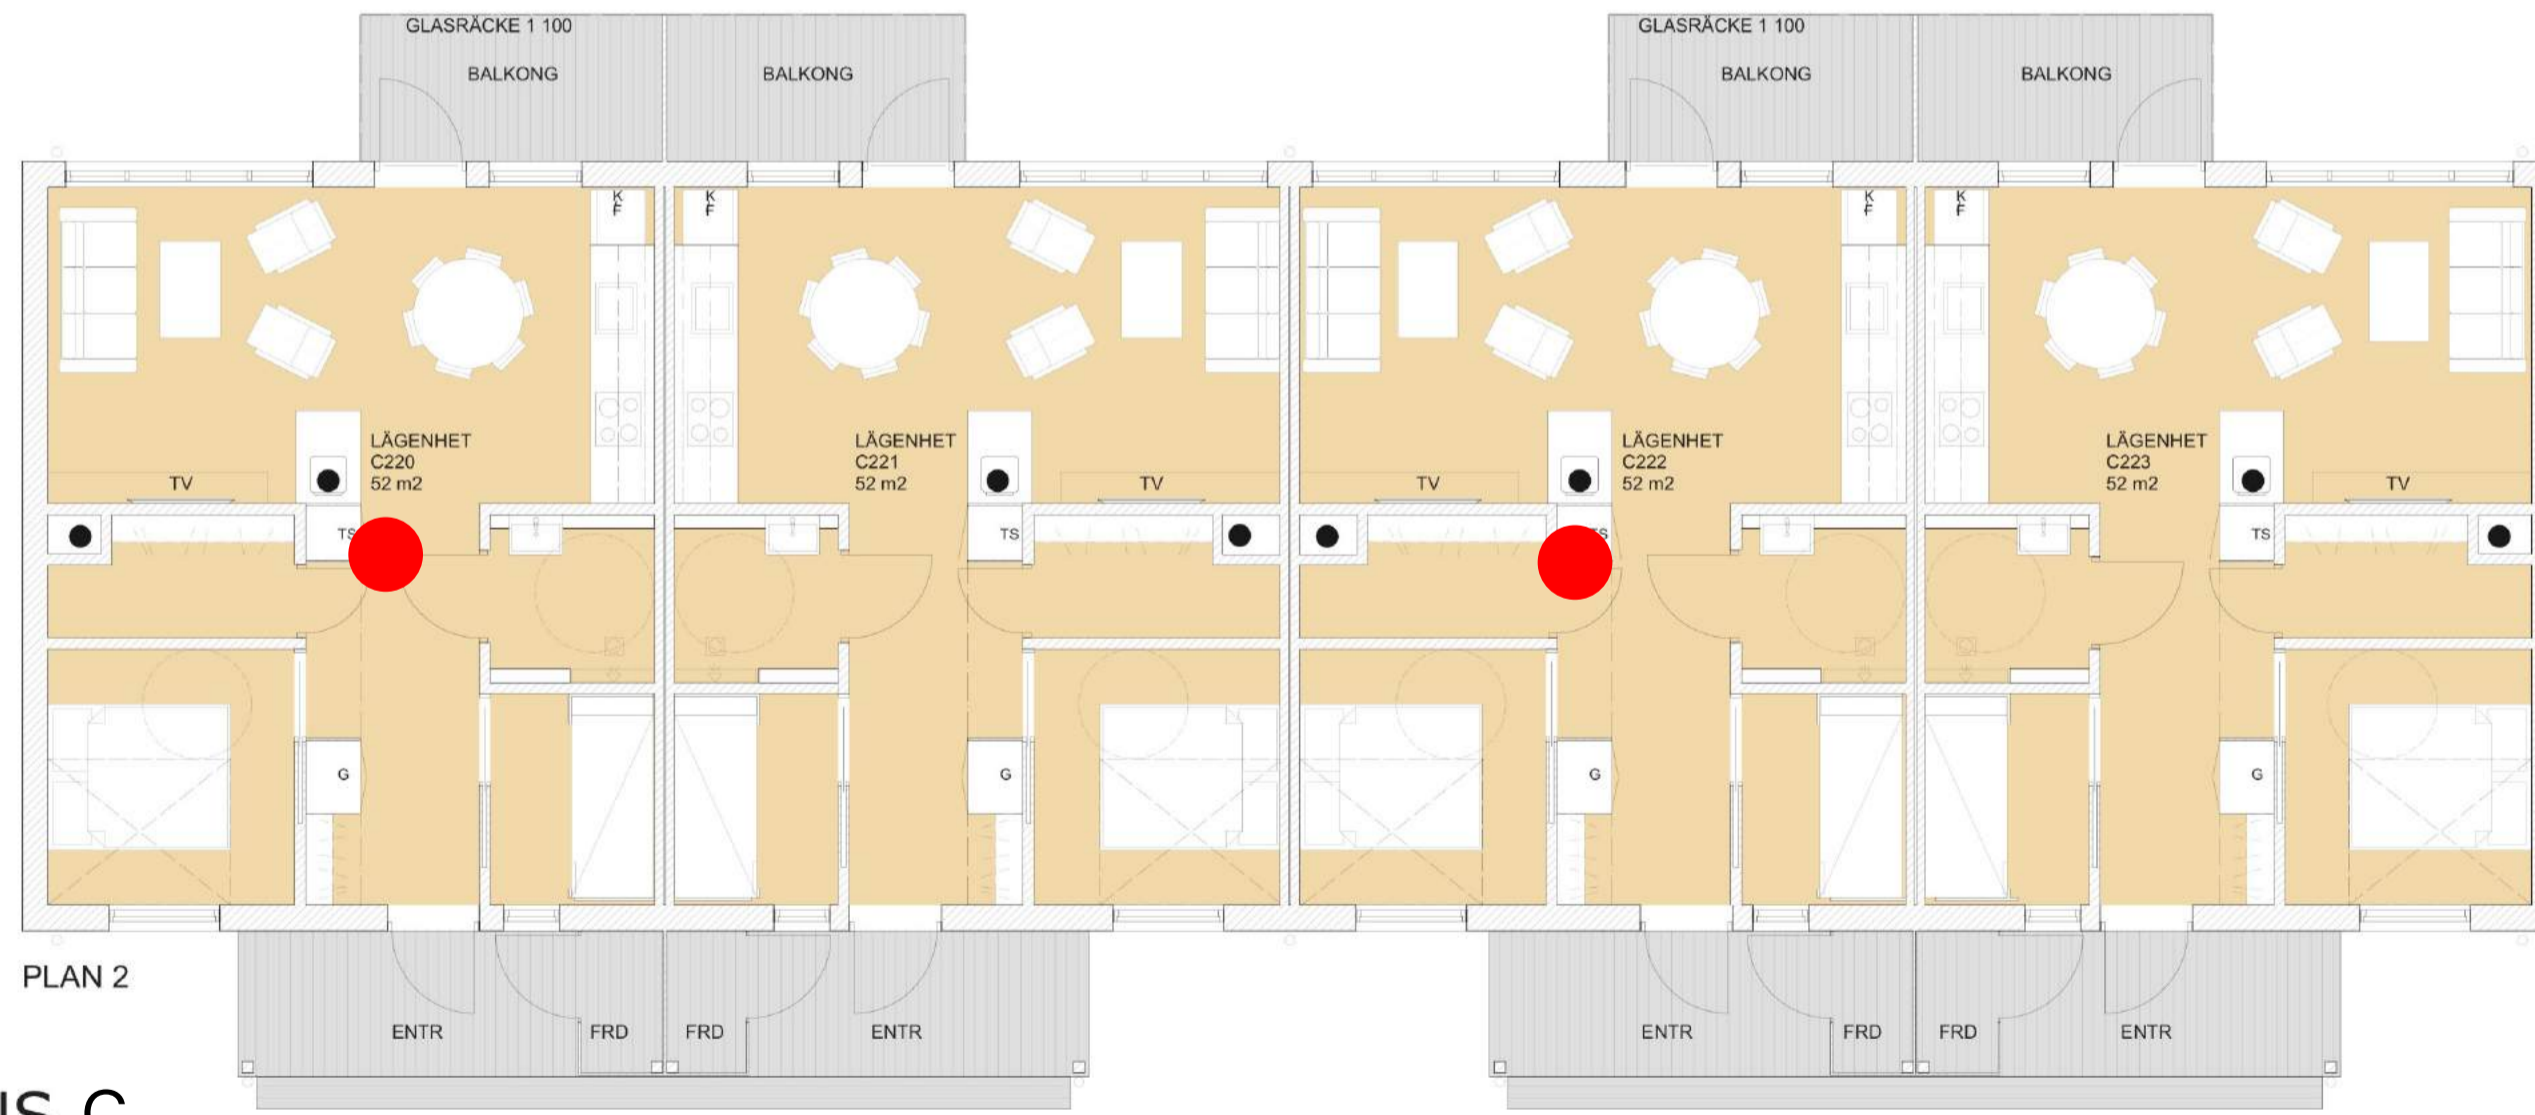 GLASRÄCKE 1 100
GLASRÄCKE 1 100
BALKONG
BALKONG
BALKONG
BALKONG
K
F
K
F
K
F
K
F
LÄGENHET
C220
52 m2
LÄGENHET
C221
52 m2
LÄGENHET
C222
52 m2
LÄGENHET
C223
52 m2
TV
TV
TV
TV
TS
TS
TS
TS
G
G
G
G
PLAN 2
ENTR
FRD
FRD
ENTR
ENTR
FRD
FRD
ENTR
C